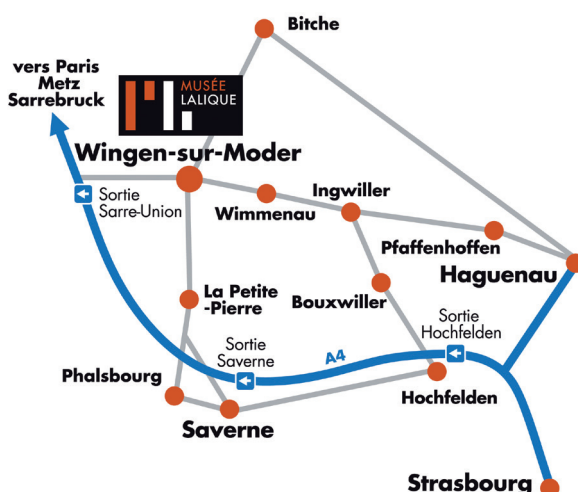 Bitche
vers Paris
Metz
Sarrebruck
MUSÉE
LALIQUE
Wingen-sur-Moder
Sortie
Sarre-Union
Wimmenau
Ingwiller
Pfaffenhoffen
Haguenau
La Petite
-Pierre
Bouxwiller
Sortie
Hochfelden
Sortie
Saverne
A4
Phalsbourg
Hochfelden
Saverne
Strasbourg